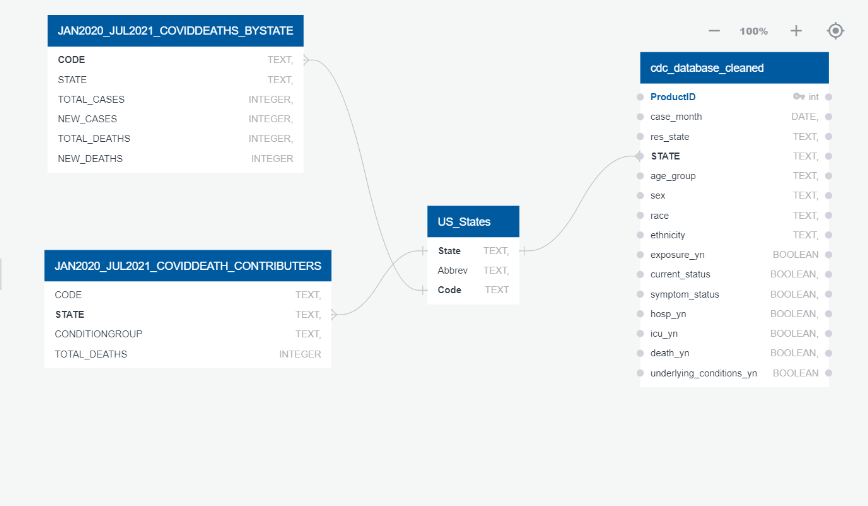 JAN2020_JUL2021_COVIDDEATHS_BYSTATE
CODE TEXT,
STATE TEXT,
TOTAL_CASES INTEGER,
NEW_CASES INTEGER,
TOTAL_DEATHS INTEGER,
NEW_DEATHS INTEGER
JAN2020_JUL2021_COVIDDEATH_CONTRIBUTERS
CODE TEXT,
STATE TEXT,
CONDITIONGROUP TEXT,
TOTAL_DEATHS INTEGER
US_States
State TEXT,
Abbrev TEXT,
Code TEXT
100%
cdc_database_cleaned
ProductID int
case_month DATE,
res_state TEXT,
STATE TEXT,
age_group TEXT,
sex TEXT,
race TEXT,
ethnicity TEXT,
exposure_yn BOOLEAN
current_status BOOLEAN,
symptom_status BOOLEAN,
hosp_yn BOOLEAN,
icu_yn BOOLEAN,
death_yn BOOLEAN,
underlying_conditions_yn BOOLEAN